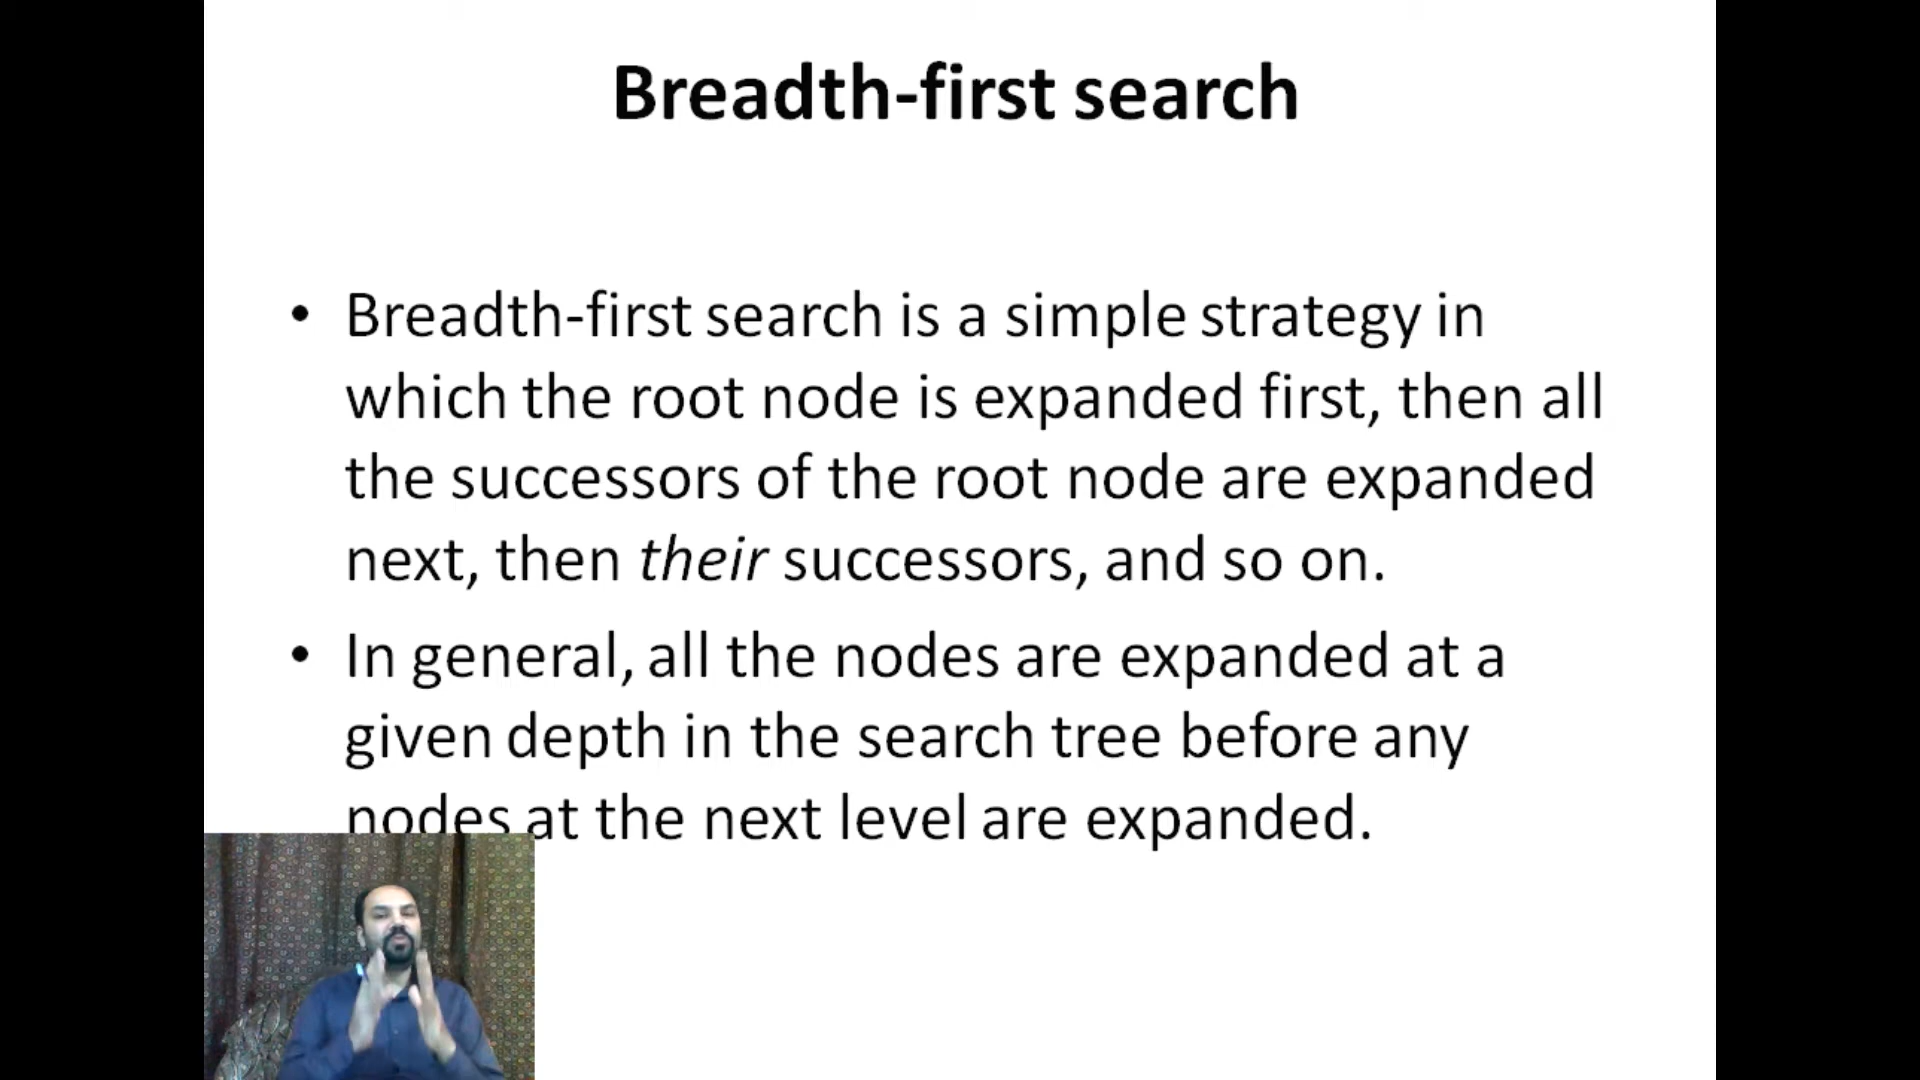 Breadth-first search
• Breadth-first search is a simple strategy in
which the root node is expanded first, then all
the successors of the root node are expanded
next, then their successors, and so on.
• In general, all the nodes are expanded at a
given depth in the search tree before any
nodes at the next level are expanded.